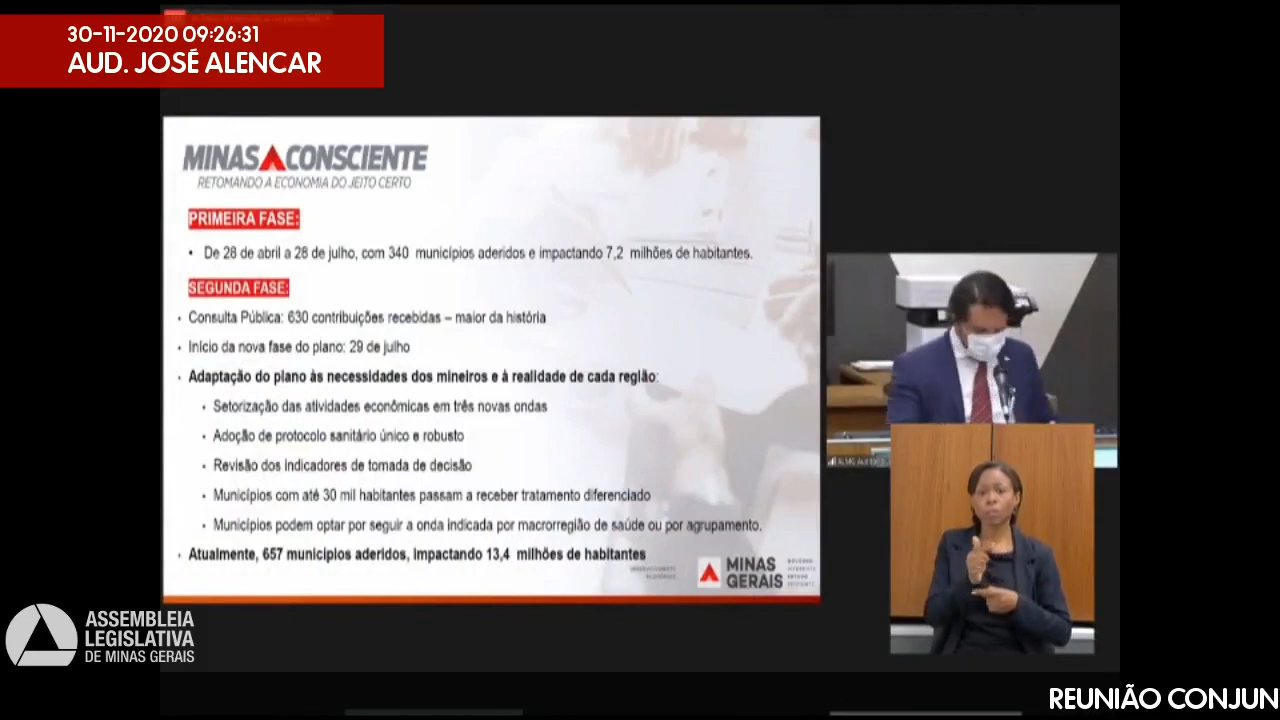 30-11-2020 09:26:31
AUD. JOSÉ ALENCAR
MINAS CONSCIENTE
RETOMANDO A ECONOMIA DO JEITO CERTO
PRIMEIRA FASE:
• De 28 de abril a 28 de julho, com 340 municípios aderidos e impactando 7,2 milhões de habitantes.
SEGUNDA FASE:
• Consulta Pública: 630 contribuições recebidas – maior da história
• Início da nova fase do plano: 29 de julho
• Adaptação do plano às necessidades dos mineiros e à realidade de cada região:
• Setorização das atividades econômicas em três novas ondas
• Adoção de protocolo sanitário único e robusto
• Revisão dos indicadores de tomada de decisão
• Municípios com até 30 mil habitantes passam a receber tratamento diferenciado
• Municípios podem optar por seguir a onda indicada por macrorregião de saúde ou por agrupamento.
• Atualmente, 657 municípios aderidos, impactando 13,4 milhões de habitantes
MINAS
GERAIS
ASSEMBLEIA
LEGISLATIVA
DE MINAS GERAIS
REUNIÃO CONJUN